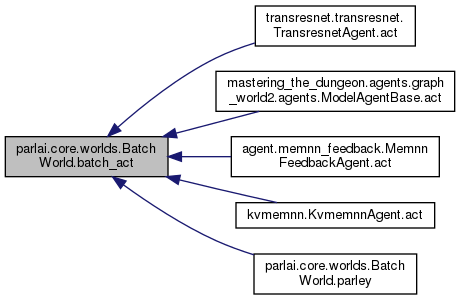 transresnet.transresnet.
TransresnetAgent.act
mastering_the_dungeon.agents.graph
_world2.agents.ModelAgentBase.act
parlai.core.worlds.Batch
World.batch_act
agent.memnn_feedback.Memnn
FeedbackAgent.act
kvmemnn.KvmemnnAgent.act
parlai.core.worlds.Batch
World.parley